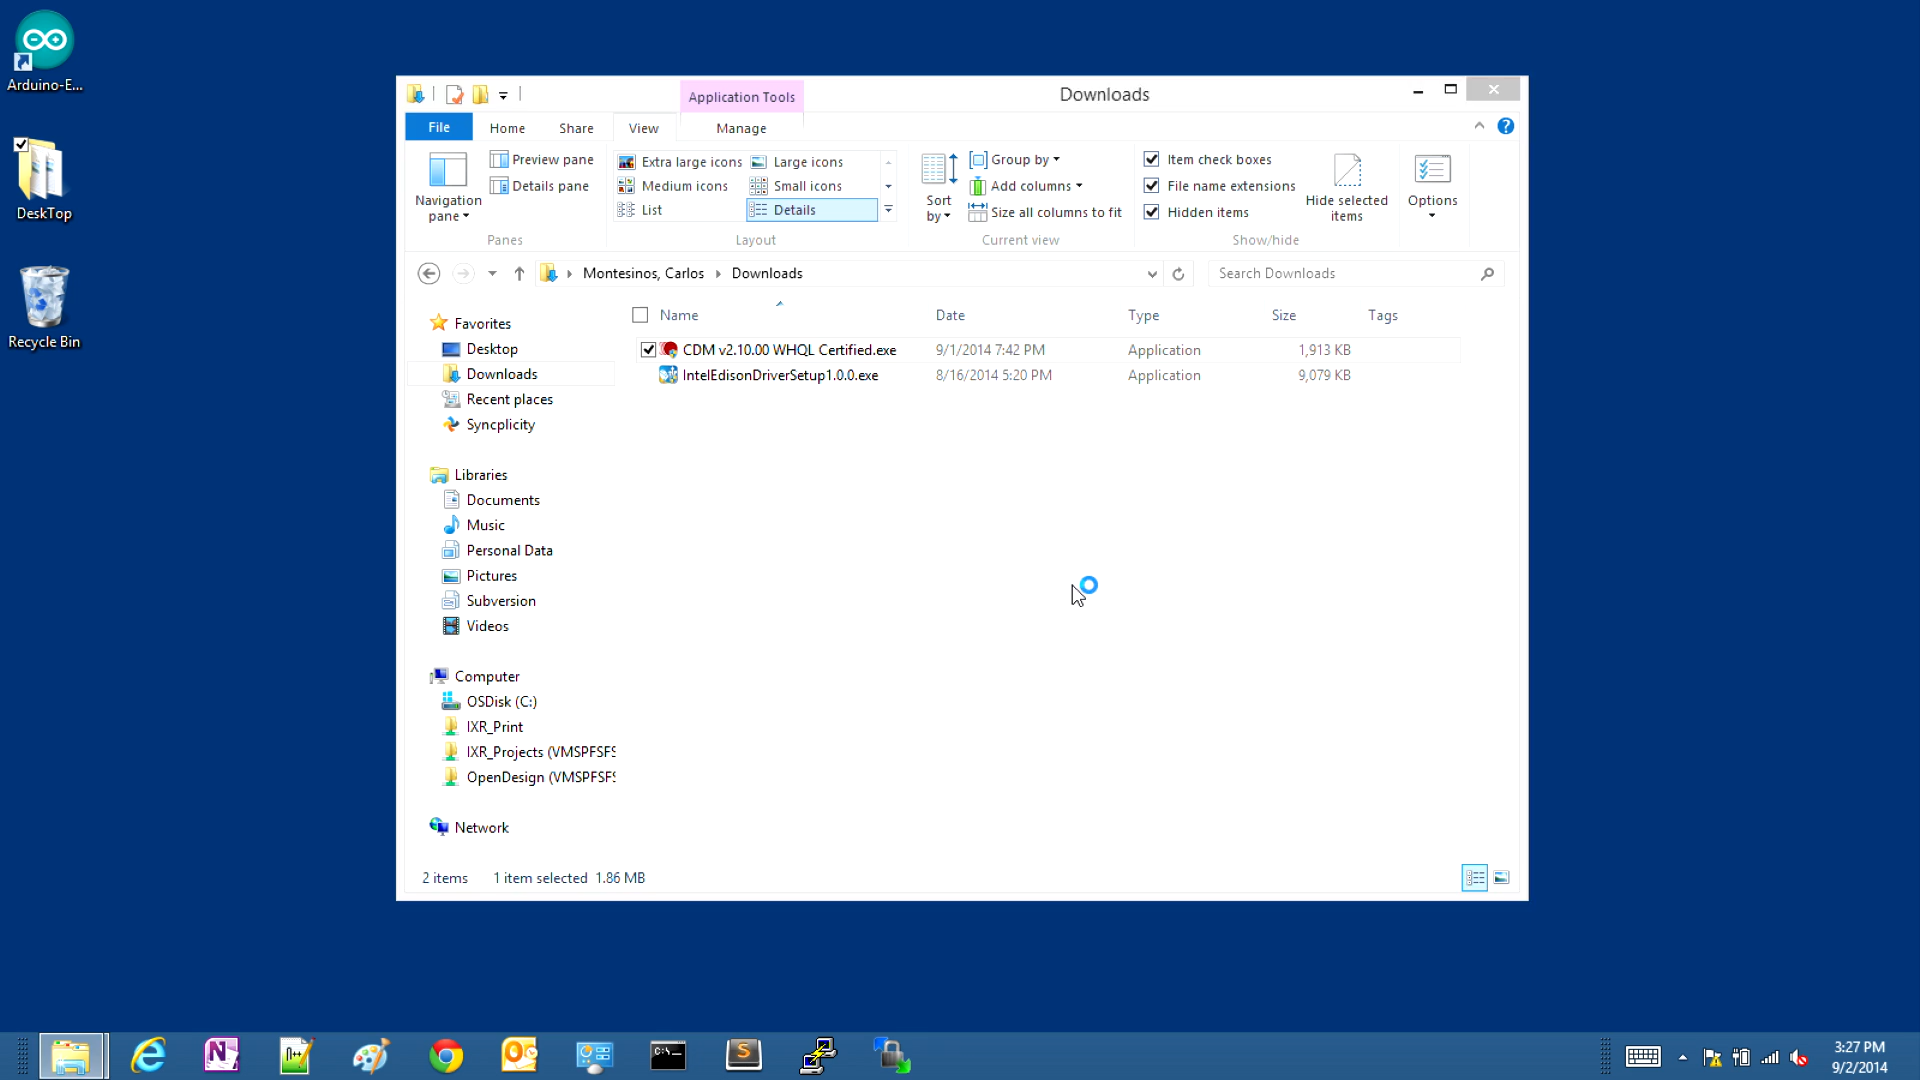 Arduino-E...
DeskTop
Recycle Bin
Application Tools
Downloads
File
Home
Share
View
Manage
Navigation pane
Preview pane
Details pane
Panes
Extra large icons
Large icons
Medium icons
Small icons
List
Details
Layout
Sort by
Group by
Add columns
Size all columns to fit
Current view
Item check boxes
File name extensions
Hidden items
Hide selected items
Show/hide
Options
Montesinos, Carlos
Downloads
Search Downloads
Name Date Type Size Tags
CDM v2.10.00 WHQL Certified.exe 9/1/2014 7:42 PM Application 1,913 KB
IntelEdisonDriverSetup1.0.0.exe 8/16/2014 5:20 PM Application 9,079 KB
Favorites
Desktop
Downloads
Recent places
Syncplicity
Libraries
Documents
Music
Personal Data
Pictures
Subversion
Videos
Computer
OSDisk (C:)
IXR_Print
IXR_Projects (VMSPFSFS
OpenDesign (VMSPFSFS
Network
2 items 1 item selected 1.86 MB
3:27 PM
9/2/2014